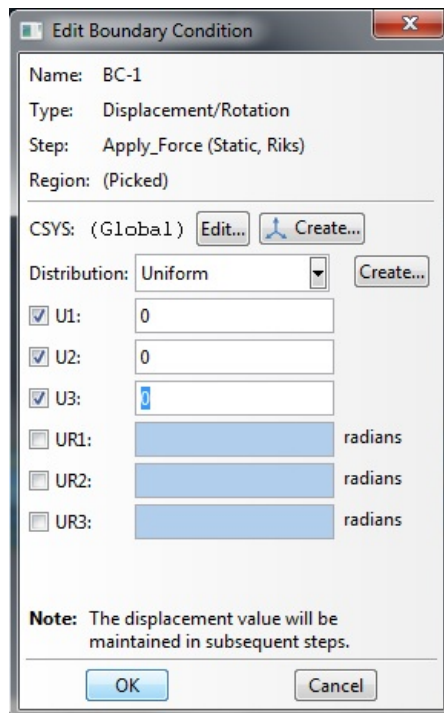 Edit Boundary Condition
Name: BC-1
Type: Displacement/Rotation
Step: Apply_Force (Static, Riks)
Region: (Picked)
CSYS: (Global) Edit... Create...
Distribution: Uniform Create...
U1: 0
U2: 0
U3: 0
UR1: radians
UR2: radians
UR3: radians
Note: The displacement value will be
maintained in subsequent steps.
OK Cancel